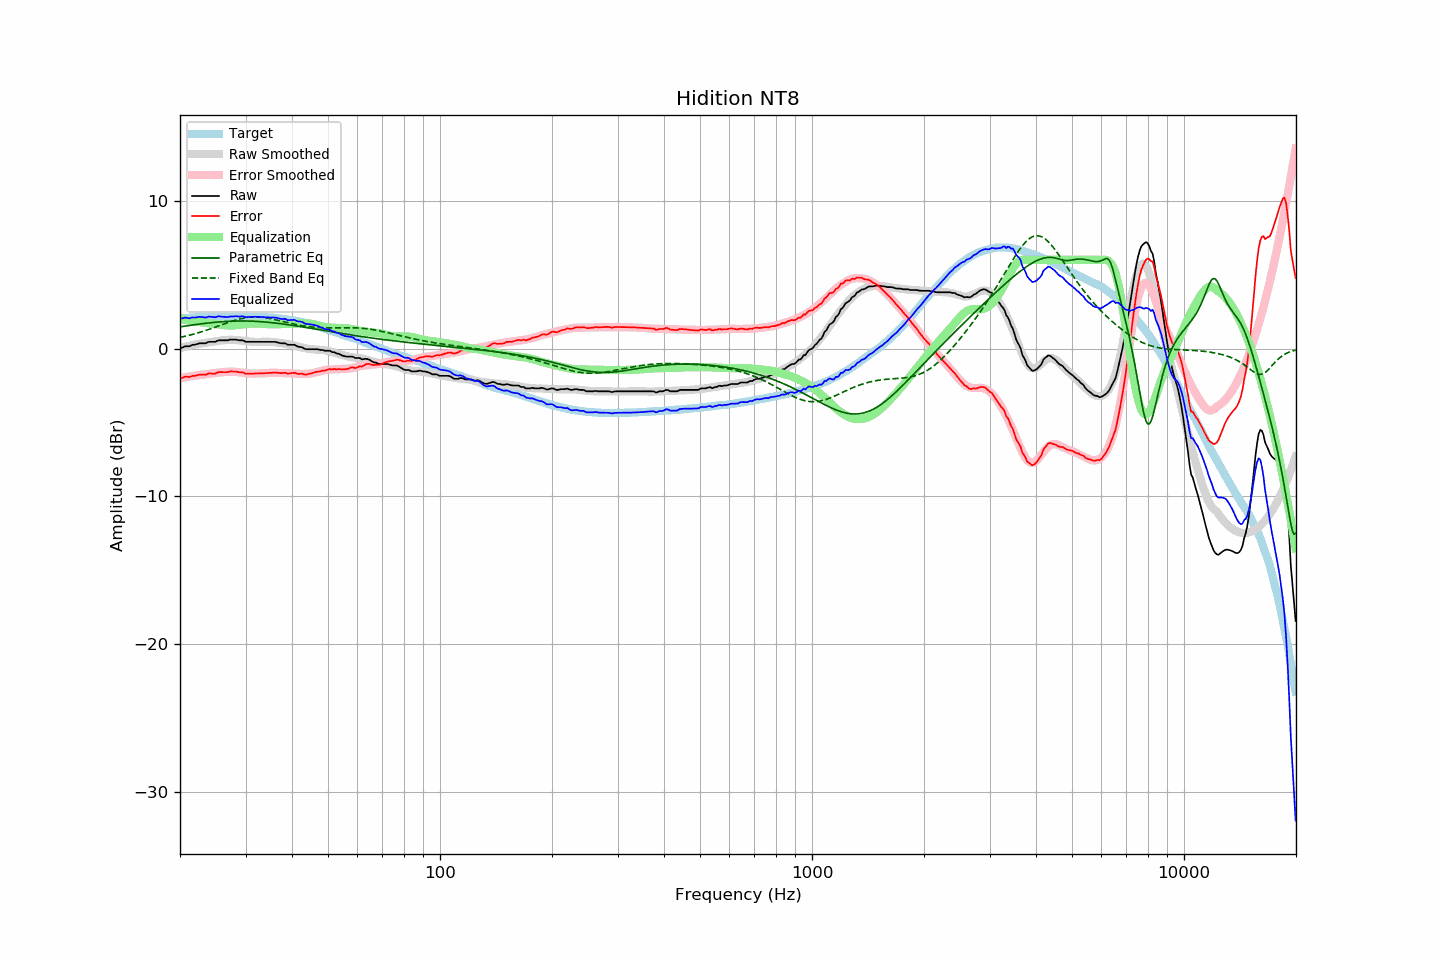 Hidition NT8
Target
Raw Smoothed
Error Smoothed
Raw
Error
Equalization
Parametric Eq
Fixed Band Eq
Equalized
10
0
−10
−20
−30
Amplitude (dBr)
100
1000
10000
Frequency (Hz)